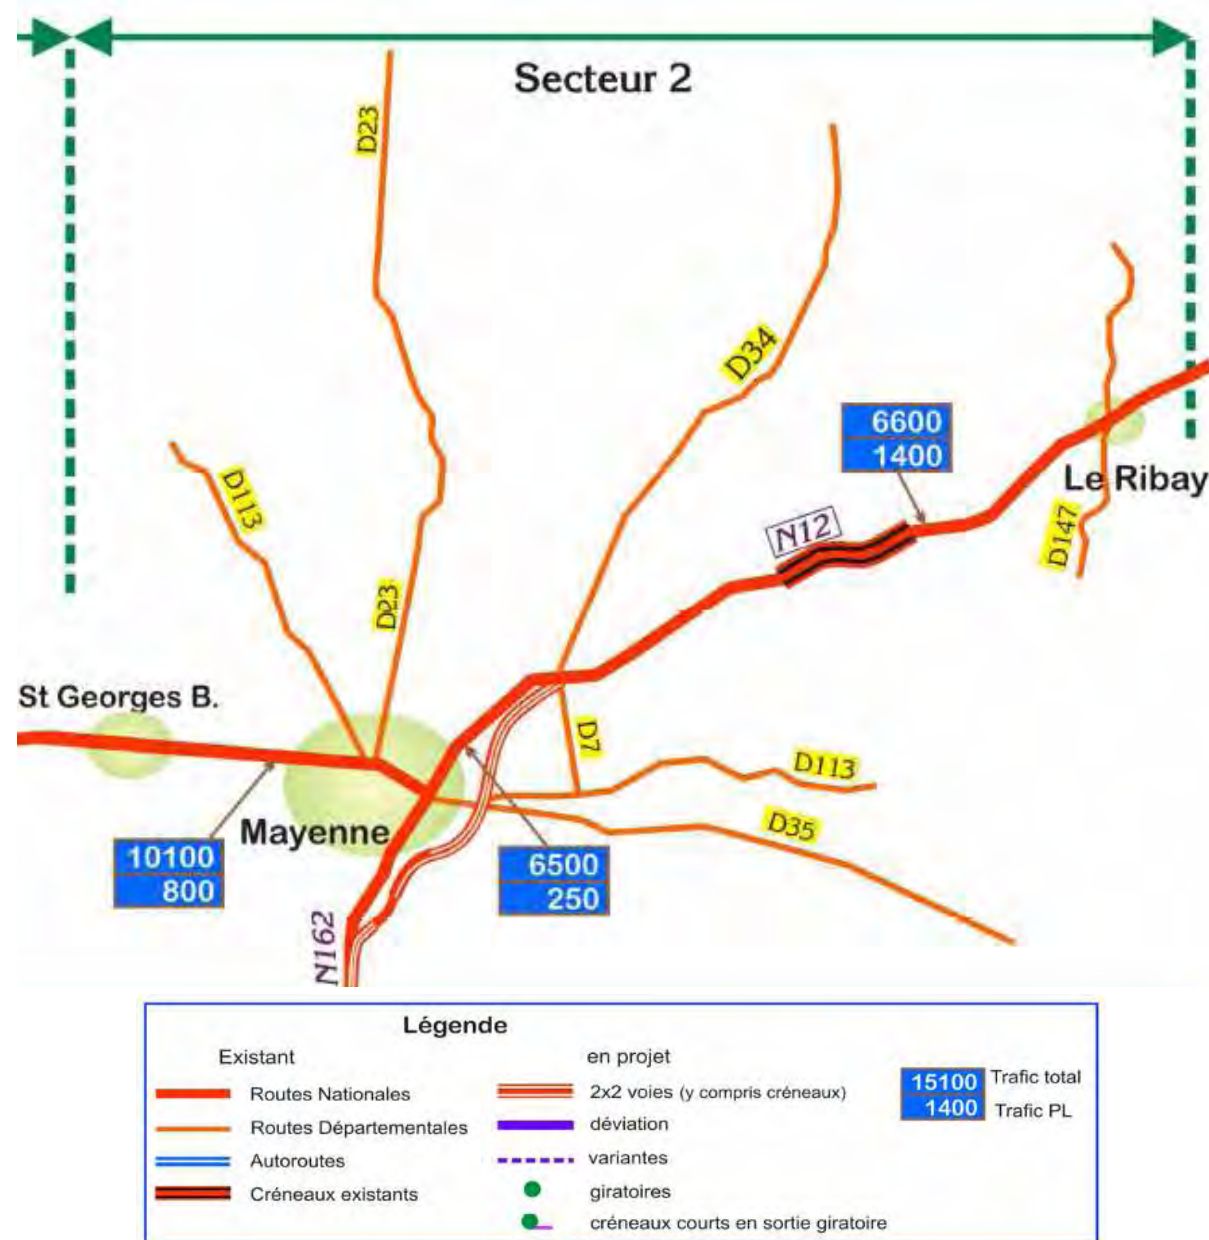 Secteur 2
D23
D34
6600
1400
D113
Le Ribay
N12
D147
D23
St Georges B.
D7
D113
Mayenne
D35
10100
800
6500
250
N162
Légende
Existant
en projet
Routes Nationales
2x2 voies (y compris créneaux)
15100
Trafic total
1400
Trafic PL
Routes Départementales
déviation
Autoroutes
variantes
Créneaux existants
giratoires
créneaux courts en sortie giratoire